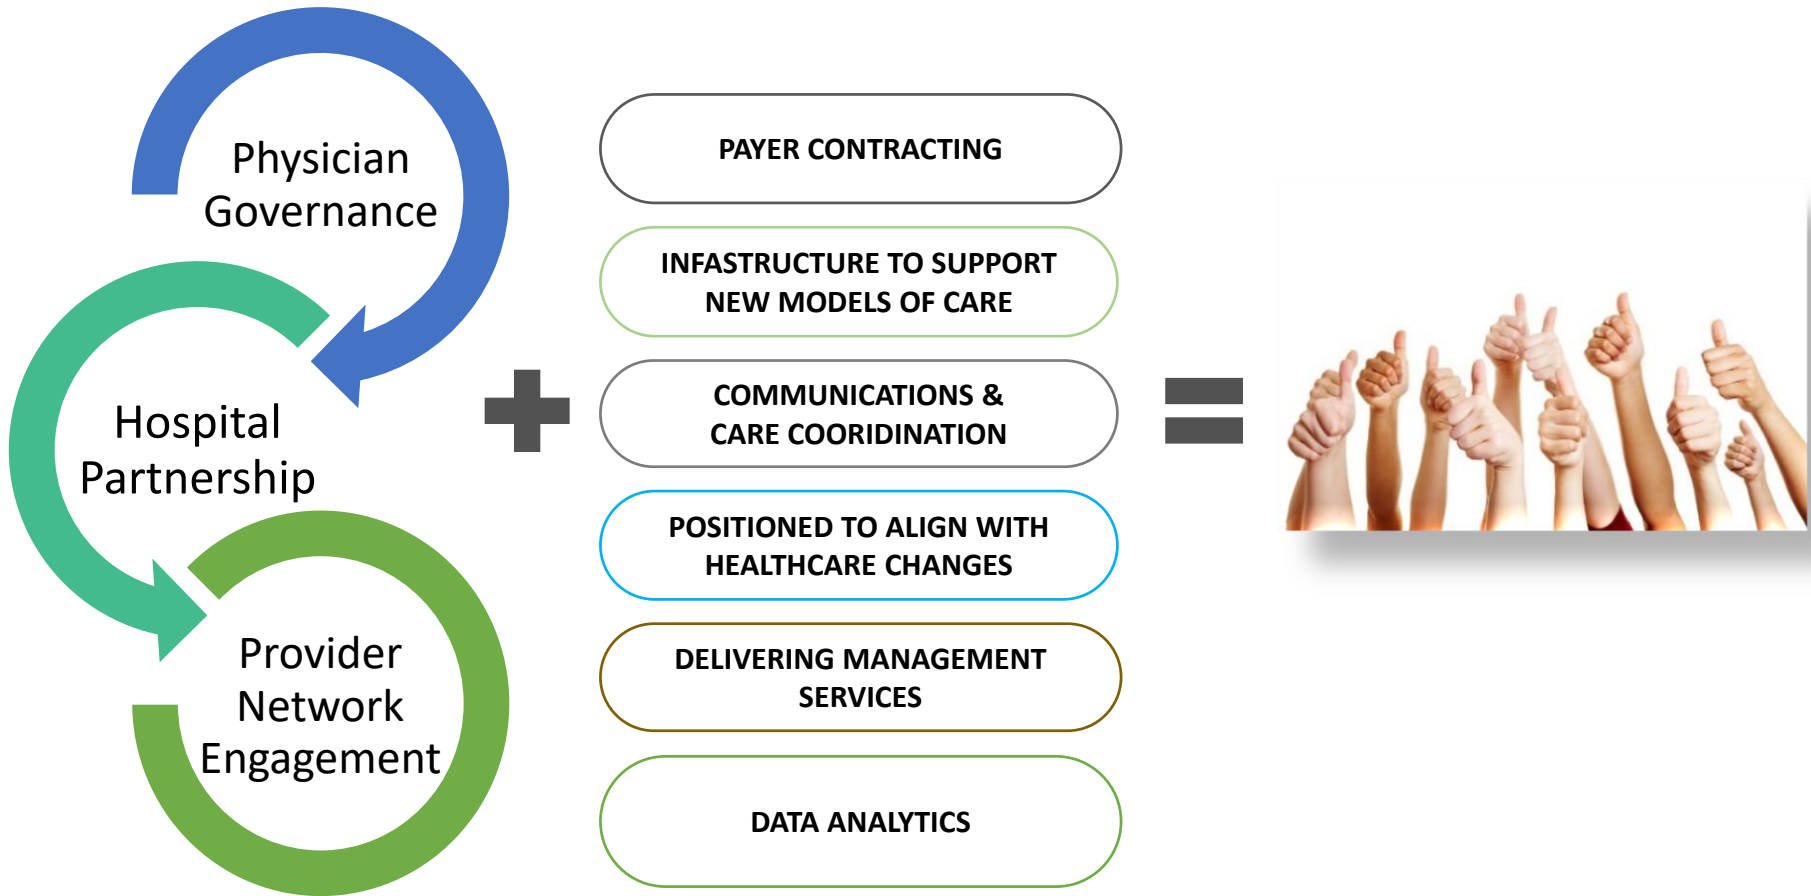 Physician
Governance
Hospital
Partnership
Provider
Network
Engagement
PAYER CONTRACTING
INFASTRUCTURE TO SUPPORT
NEW MODELS OF CARE
COMMUNICATIONS &
CARE COORIDINATION
POSITIONED TO ALIGN WITH
HEALTHCARE CHANGES
DELIVERING MANAGEMENT
SERVICES
DATA ANALYTICS